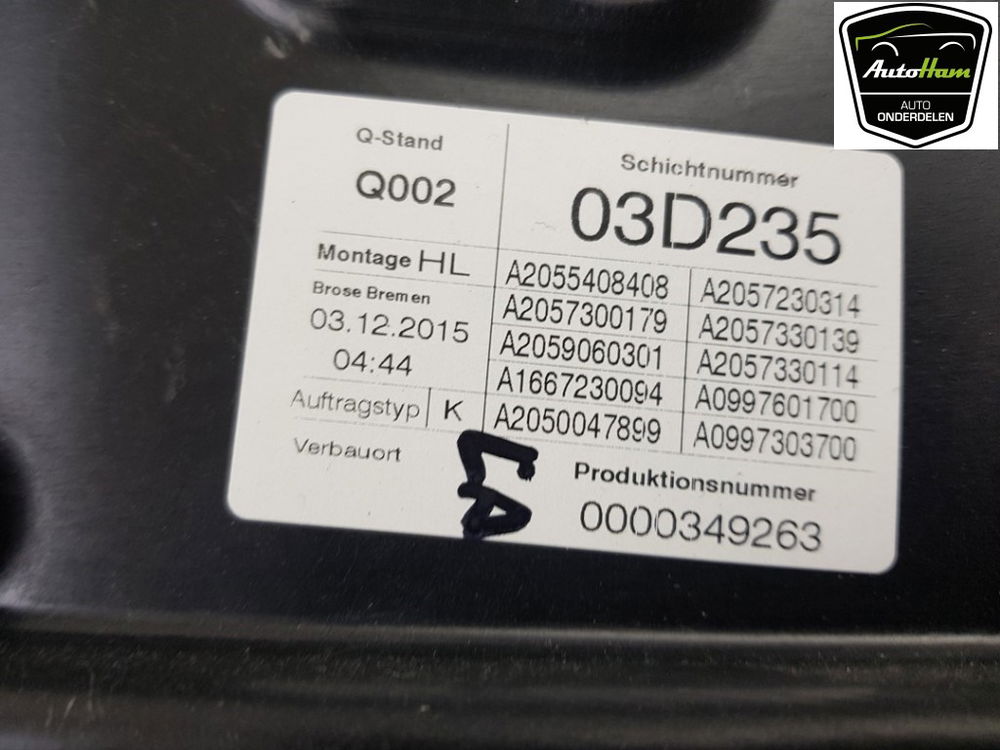 AutoHam
AUTO
ONDERDELEN
Q-Stand
Q002
Schichtnummer
03D235
Montage HL
Brose Bremen
03.12.2015
04:44
Auftragstyp K
Verbauort
A2055408408 A2057230314
A2057300179 A2057330139
A2059060301 A2057330114
A1667230094 A0997601700
A2050047899 A0997303700
Produktionsnummer
0000349263